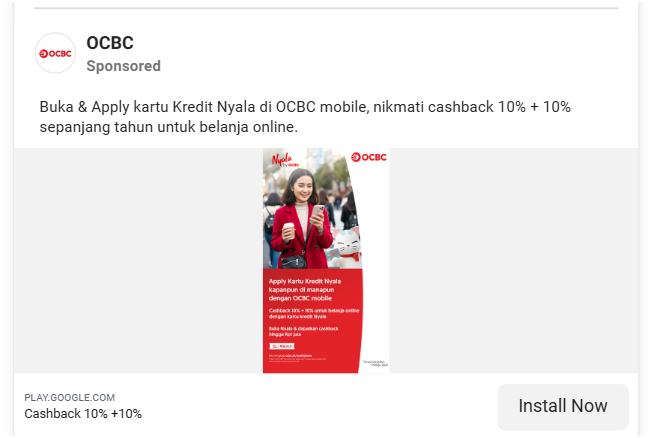 OCBC
OCBC
Sponsored
Buka & Apply kartu Kredit Nyala di OCBC mobile, nikmati cashback 10% + 10%
sepanjang tahun untuk belanja online.
Nyala
by OCBC
OCBC
Apply Kartu Kredit Nyala
kapanpun di manapun
dengan OCBC mobile
Cashback 10% + 10% untuk belanja online
dengan kartu kredit Nyala
Buka Nyala & dapatkan cashback
hingga Rp1 juta
PLAY.GOOGLE.COM
Cashback 10% +10%
Install Now